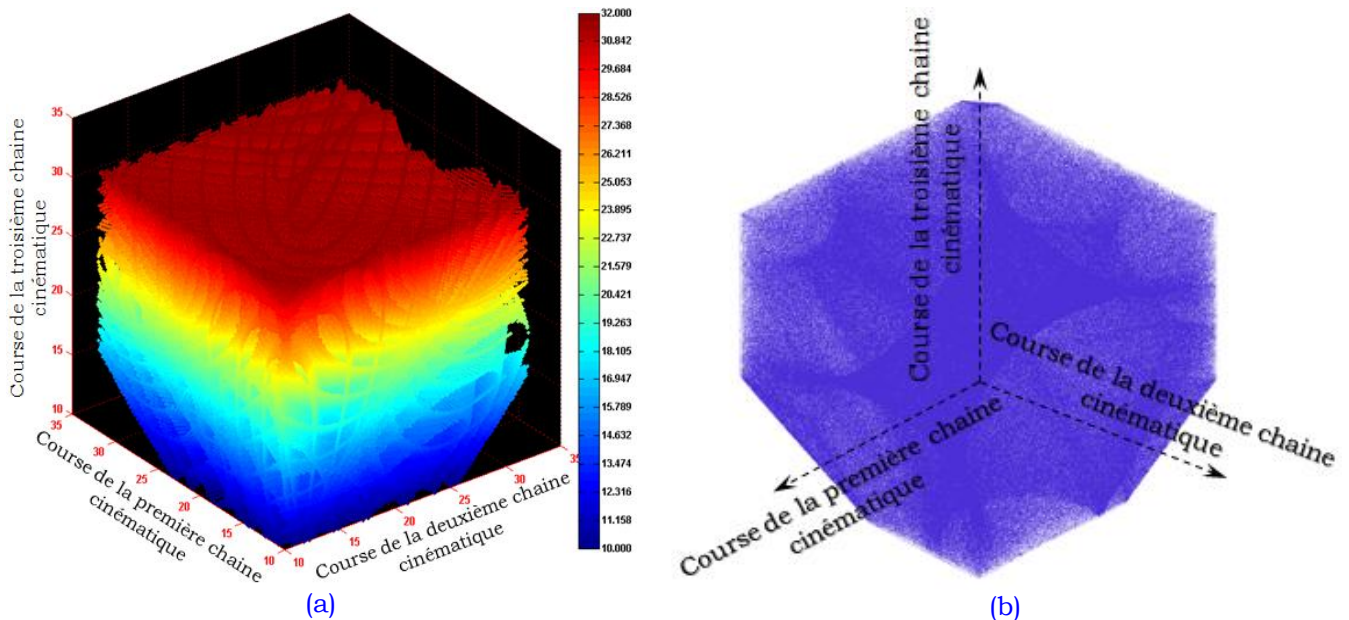 35
30
25
20
15
10
Course de la troisième chaine
cinématique
35
30
25
20
15
10
Course de la première chaine
cinématique
10
15
20
25
30
35
Course de la deuxième chaine
cinématique
32.000
30.842
29.684
28.526
27.368
26.211
25.053
23.895
22.737
21.579
20.421
19.263
18.105
16.947
15.789
14.632
13.474
12.316
11.158
10.000
(a)
Course de la troisième chaine
cinématique
Course de la deuxième chaine
cinématique
Course de la première chaine
cinématique
(b)